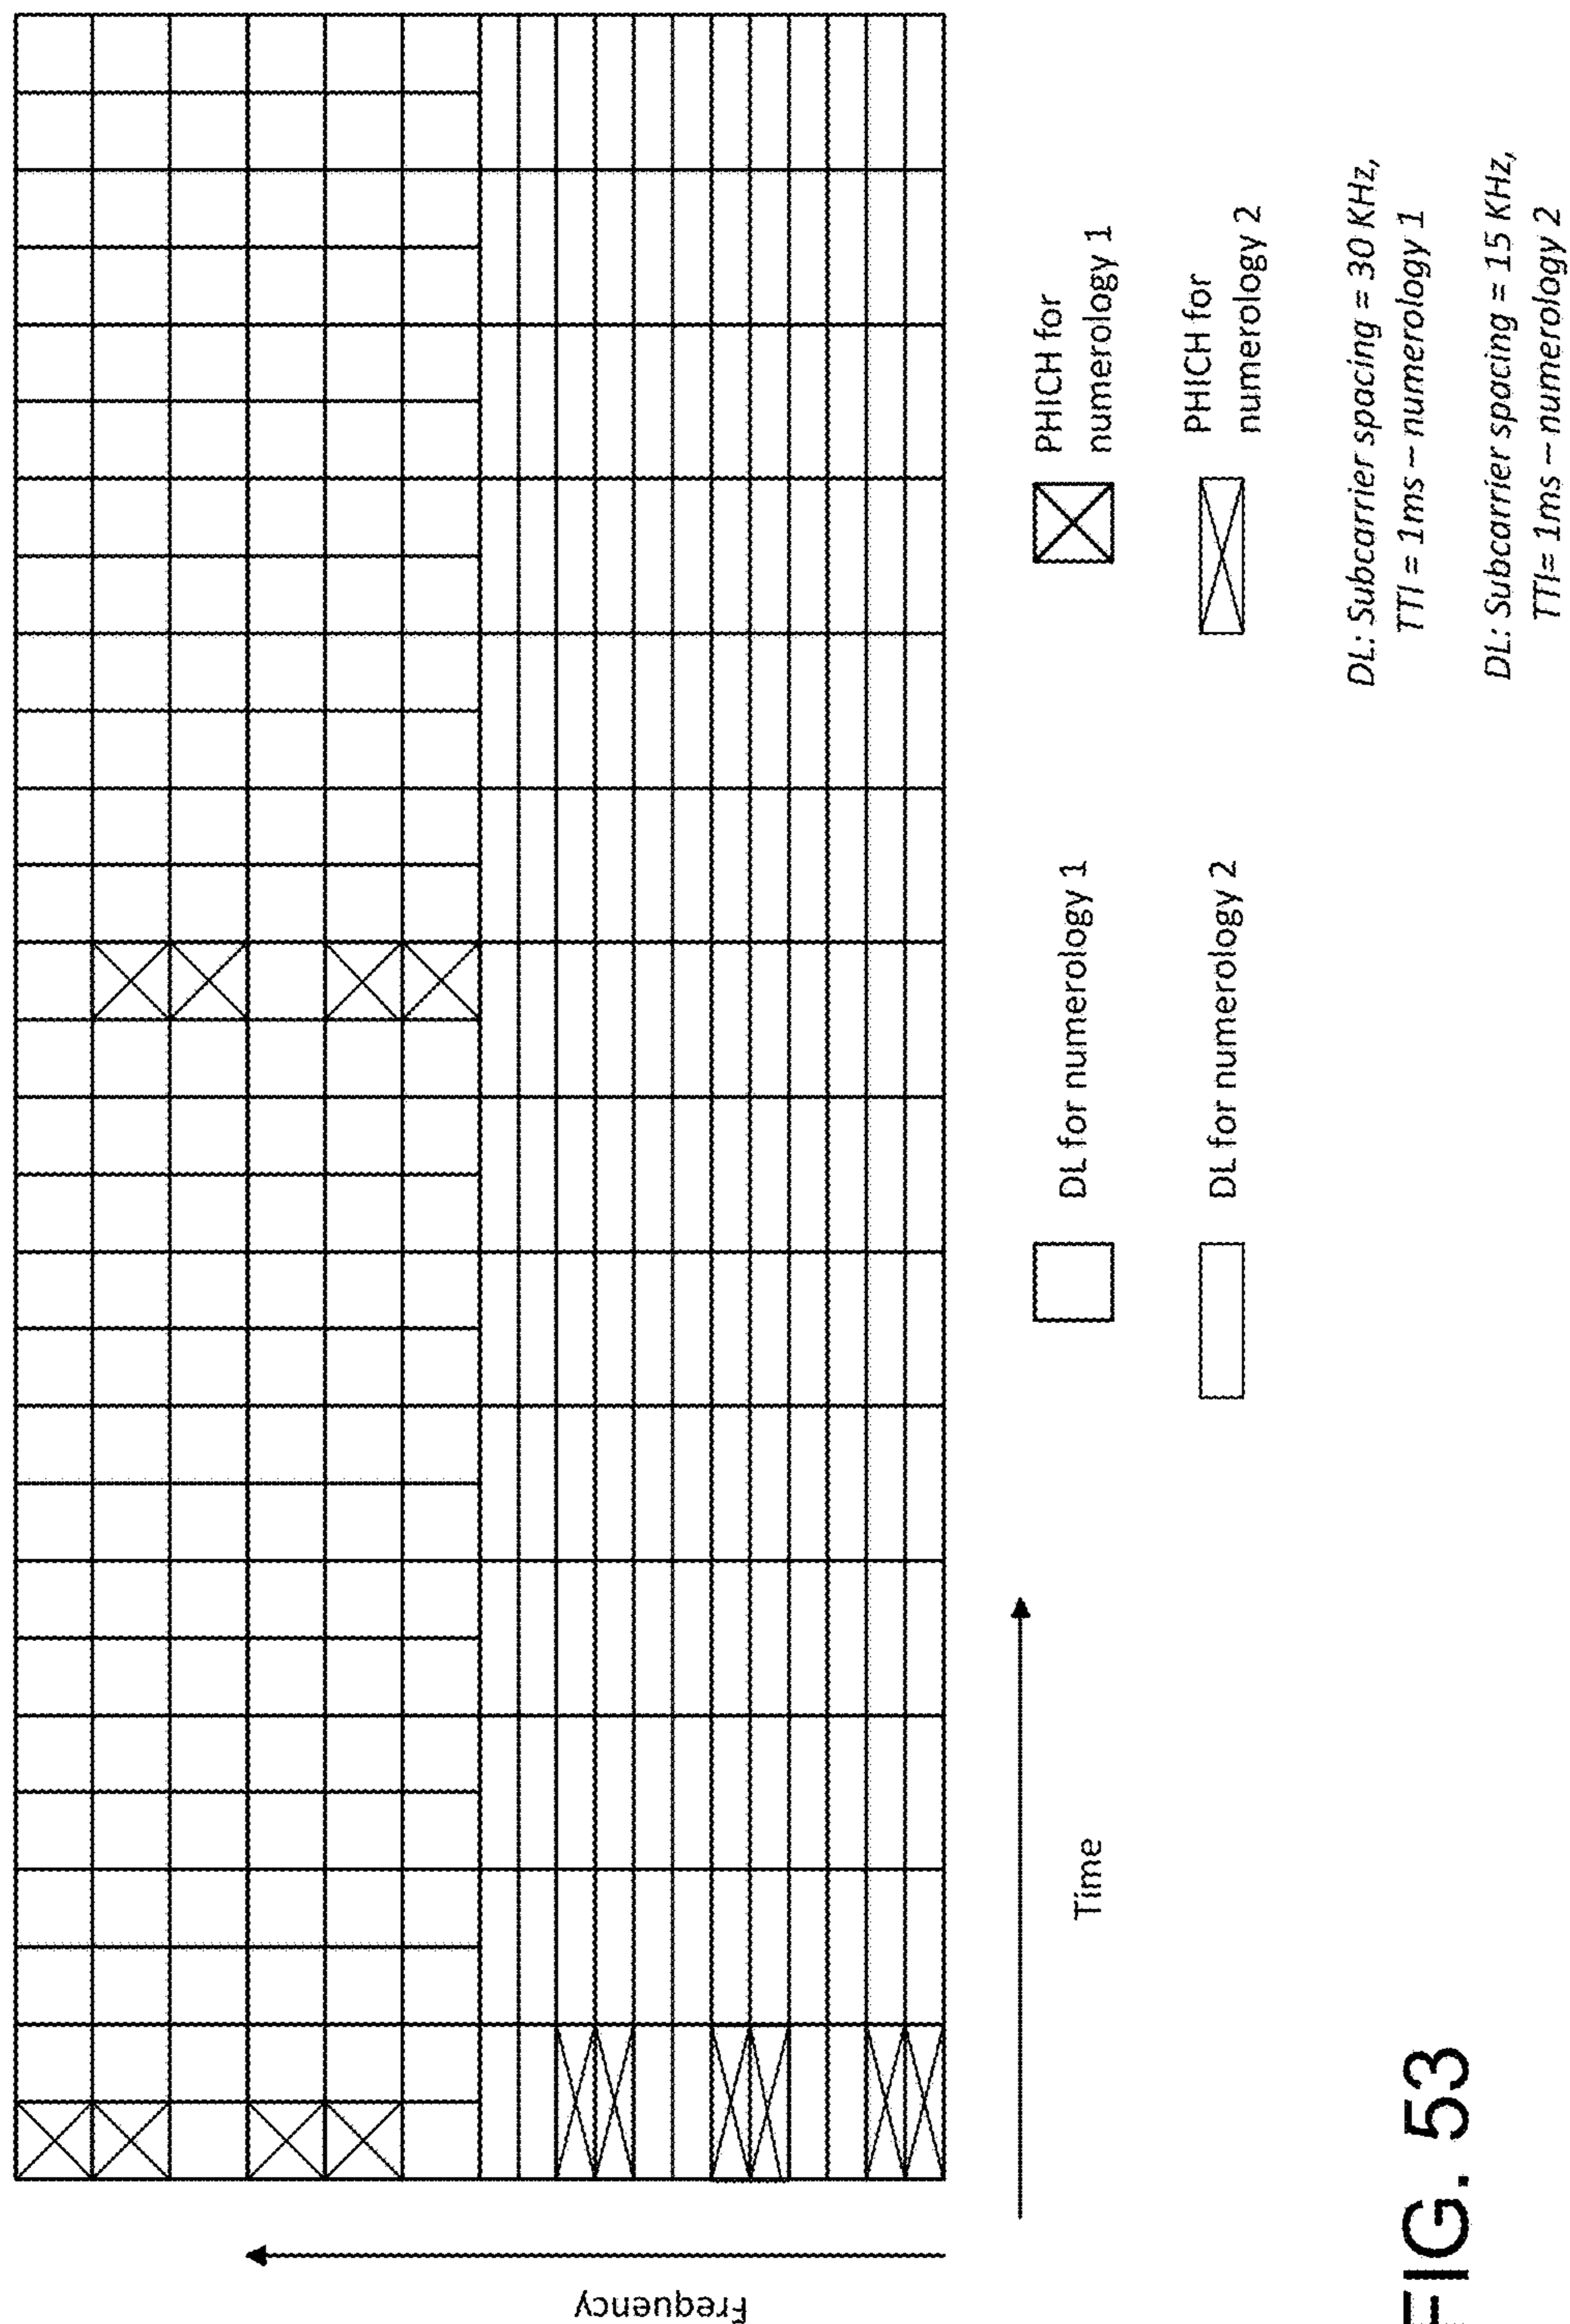 Frequency
Time
DL for numerology 1
PHICH for
numerology 1
DL for numerology 2
PHICH for
numerology 2
DL: Subcarrier spacing = 30 KHz,
TTI = 1ms – numerology 1
DL: Subcarrier spacing = 15 KHz,
TTI= 1ms – numerology 2
FIG. 53